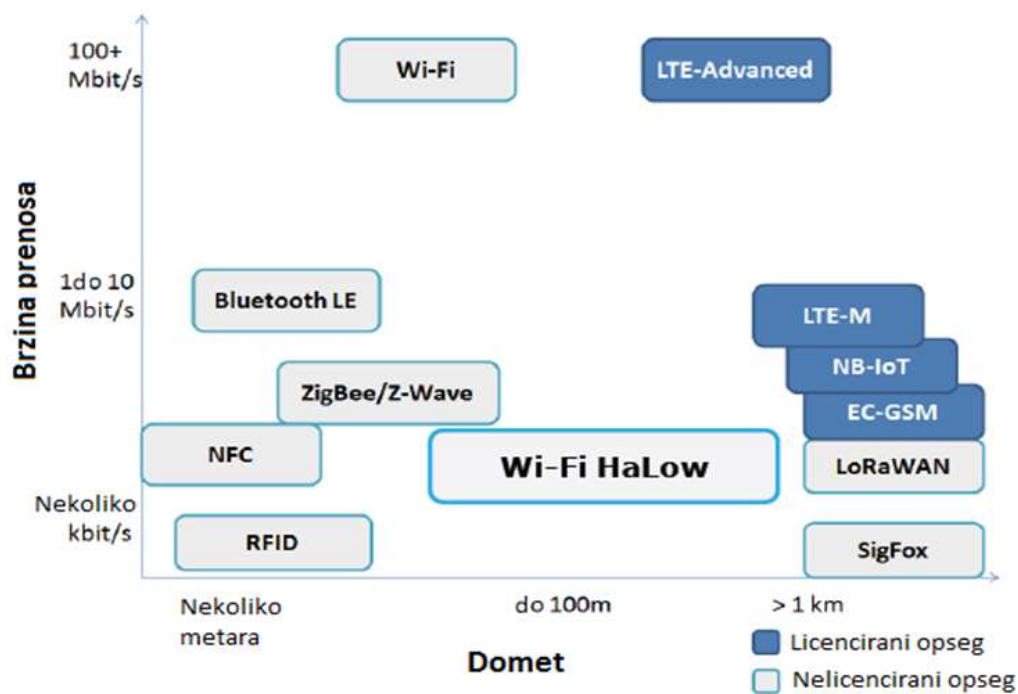 100+
Mbit/s
Wi-Fi
LTE-Advanced
Brzina prenosa
1do 10
Mbit/s
Bluetooth LE
LTE-M
NB-IoT
ZigBee/Z-Wave
EC-GSM
NFC
Wi-Fi HaLow
LoRaWAN
Nekoliko
kbit/s
RFID
SigFox
Nekoliko
metara
do 100m
> 1 km
Domet
Licencirani opseg
Nelicencirani opseg